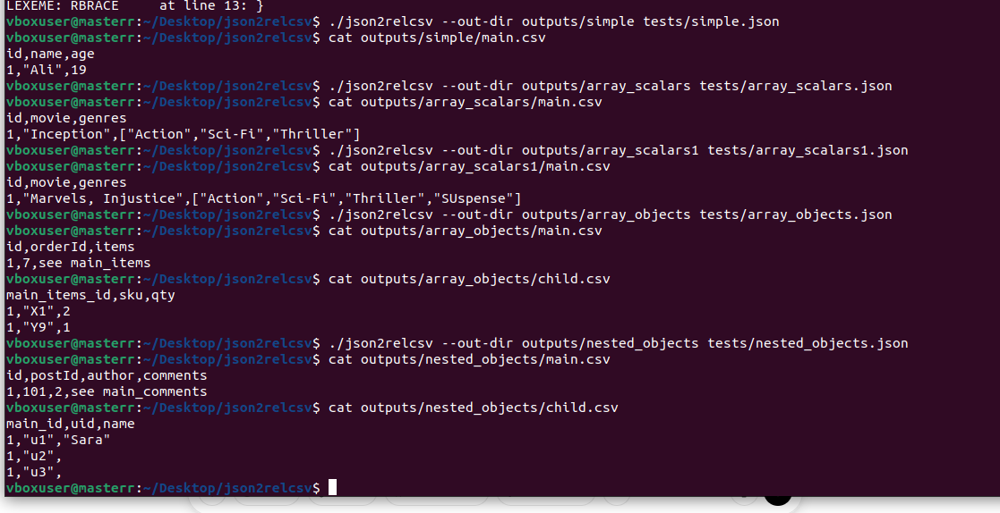 LEXEME: RBRACE     at line 13: }
vboxuser@masterr:~/Desktop/json2relcsv$ ./json2relcsv --out-dir outputs/simple tests/simple.json
vboxuser@masterr:~/Desktop/json2relcsv$ cat outputs/simple/main.csv
id,name,age
1,"Ali",19
vboxuser@masterr:~/Desktop/json2relcsv$ ./json2relcsv --out-dir outputs/array_scalars tests/array_scalars.json
vboxuser@masterr:~/Desktop/json2relcsv$ cat outputs/array_scalars/main.csv
id,movie,genres
1,"Inception",["Action","Sci-Fi","Thriller"]
vboxuser@masterr:~/Desktop/json2relcsv$ ./json2relcsv --out-dir outputs/array_scalars1 tests/array_scalars1.json
vboxuser@masterr:~/Desktop/json2relcsv$ cat outputs/array_scalars1/main.csv
id,movie,genres
1,"Marvels, Injustice",["Action","Sci-Fi","Thriller","SUspense"]
vboxuser@masterr:~/Desktop/json2relcsv$ ./json2relcsv --out-dir outputs/array_objects tests/array_objects.json
vboxuser@masterr:~/Desktop/json2relcsv$ cat outputs/array_objects/main.csv
id,orderId,items
1,7,see main_items
vboxuser@masterr:~/Desktop/json2relcsv$ cat outputs/array_objects/child.csv
main_items_id,sku,qty
1,"X1",2
1,"Y9",1
vboxuser@masterr:~/Desktop/json2relcsv$ ./json2relcsv --out-dir outputs/nested_objects tests/nested_objects.json
vboxuser@masterr:~/Desktop/json2relcsv$ cat outputs/nested_objects/main.csv
id,postId,author,comments
1,101,2,see main_comments
vboxuser@masterr:~/Desktop/json2relcsv$ cat outputs/nested_objects/child.csv
main_id,uid,name
1,"u1","Sara"
1,"u2",
1,"u3",
vboxuser@masterr:~/Desktop/json2relcsv$